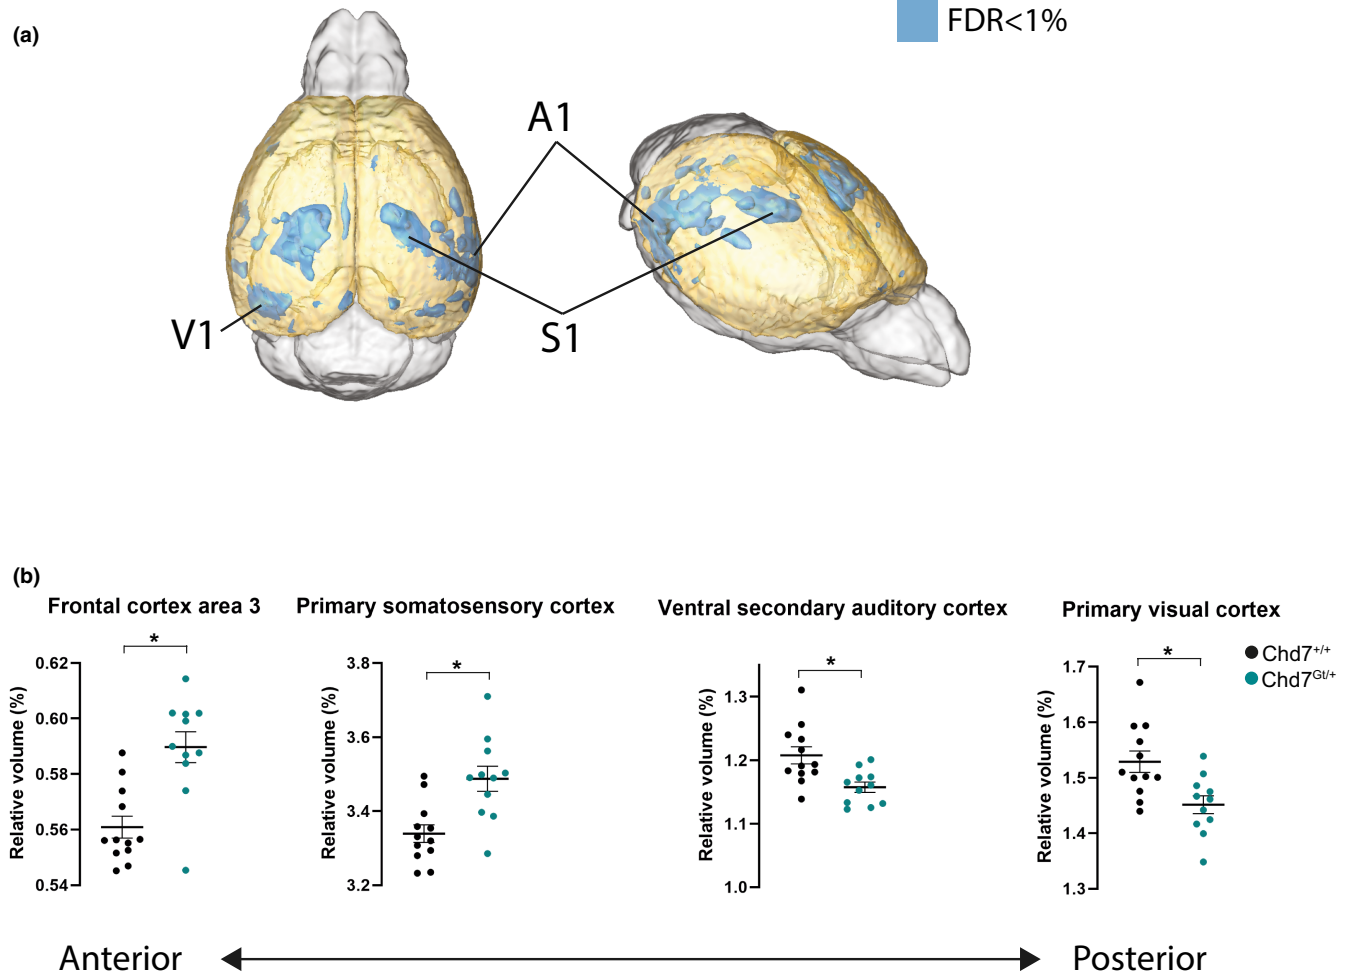 (a)
FDR<1%
A1
V1
S1
(b)
Frontal cortex area 3
Primary somatosensory cortex
Ventral secondary auditory cortex
Primary visual cortex
Relative volume (%)
0.62
0.60
0.58
0.56
0.54
*
Relative volume (%)
3.8
3.6
3.4
3.2
*
Relative volume (%)
1.3
1.2
1.1
1.0
*
Relative volume (%)
1.7
1.6
1.5
1.4
1.3
*
Chd7+/+
Chd7Gt/+
Anterior
Posterior